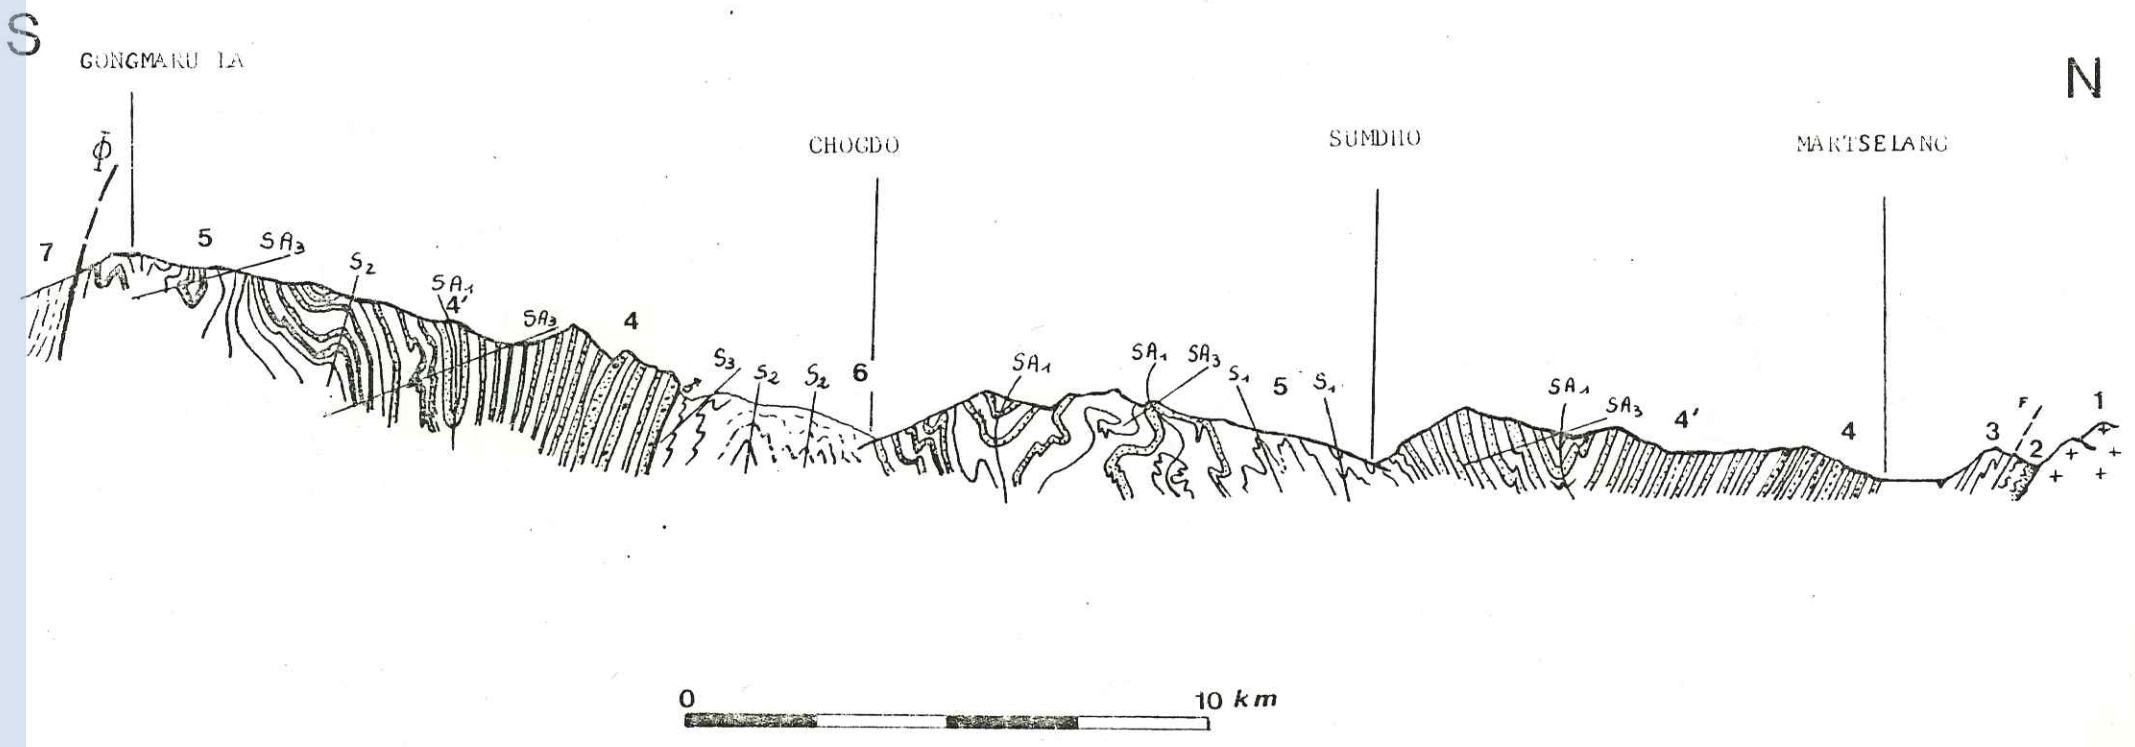 S
GONGMARU LA
N
CHOGDO
SUMDHO
MARTSELANG
Φ
7
5
SA3
S2
SA1
4'
SA3
4
S3
S2
S2
6
SA1
SA1
SA3
S1
5
S1
SA1
SA3
4'
4
3
F
2
1
0
10 km